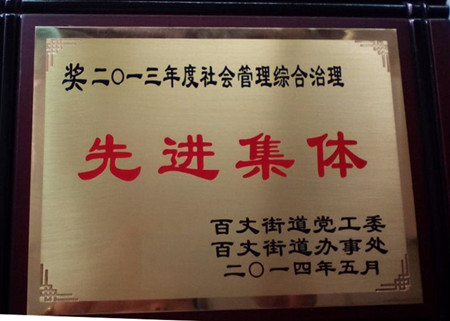 奖二〇一三年度社会管理综合治理
先进集体
百丈街道党工委
百丈街道办事处
二〇一四年五月